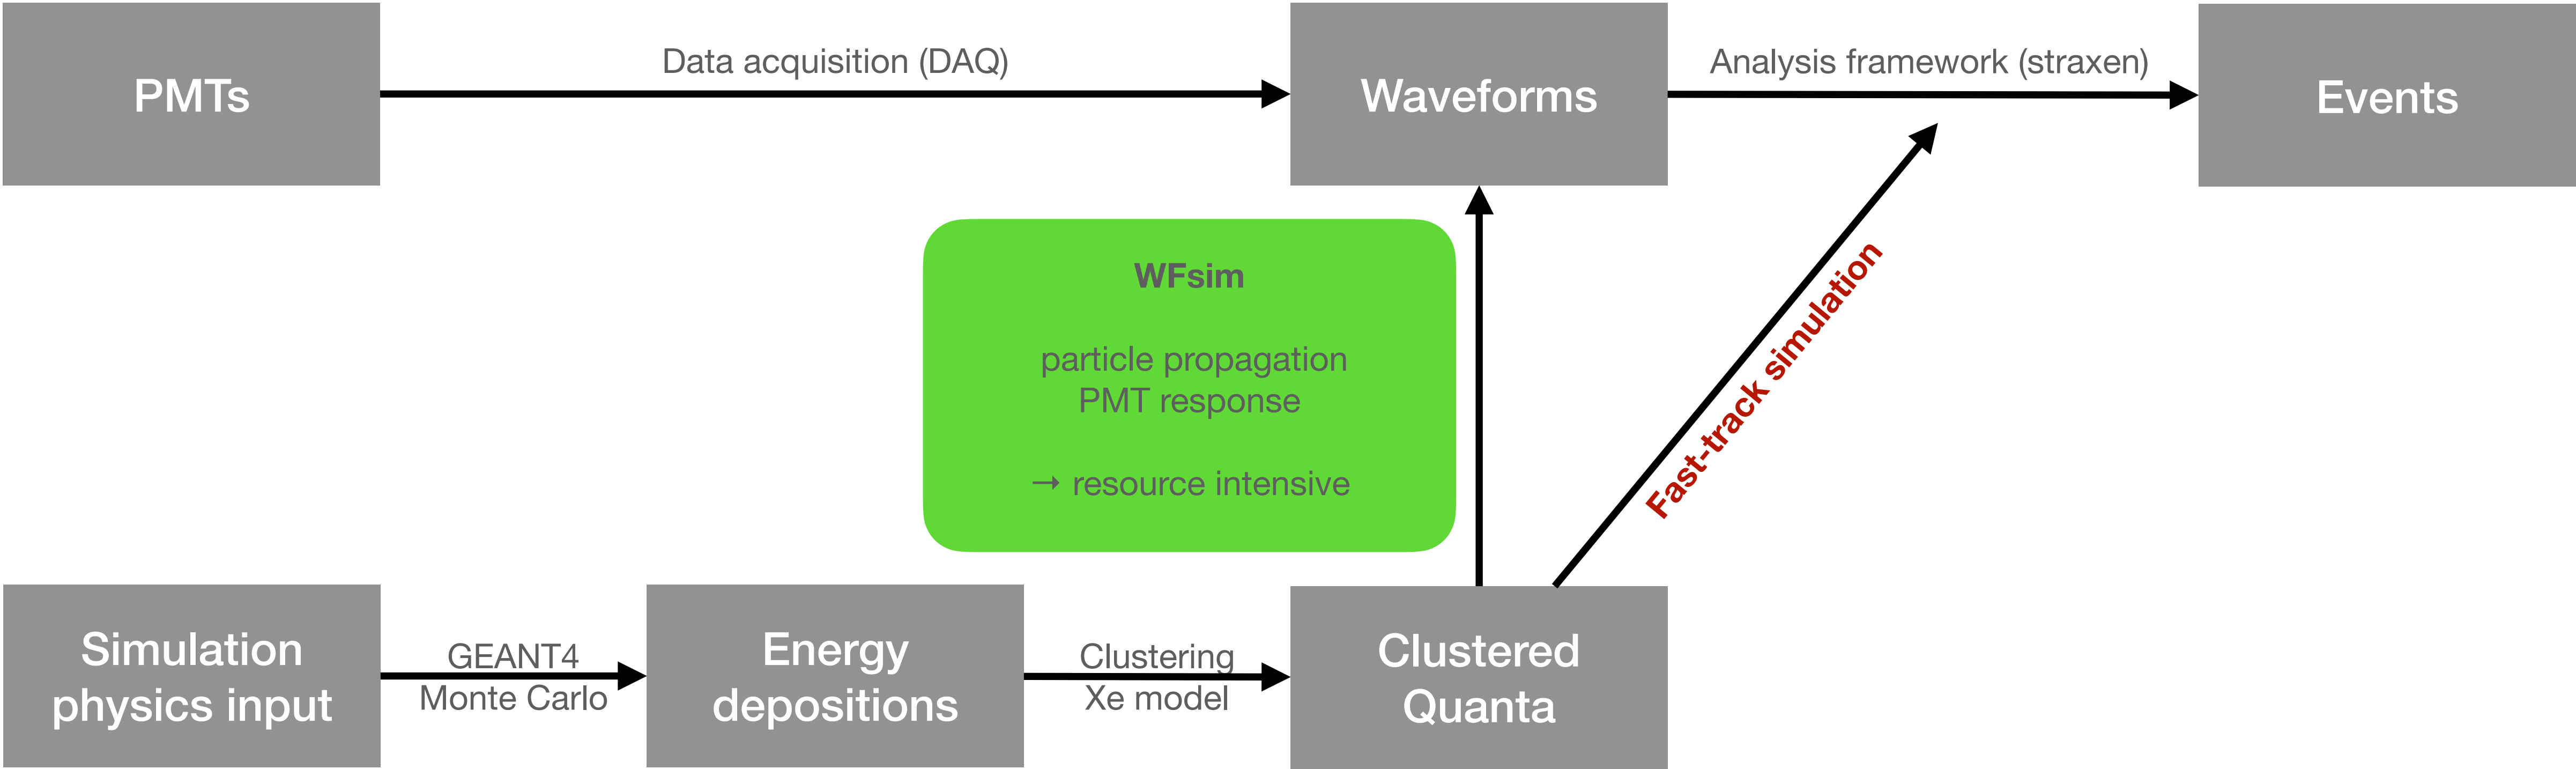 PMTs
Data acquisition (DAQ)
Waveforms
Analysis framework (straxen)
Events
WFsim
particle propagation
PMT response
→ resource intensive
Fast-track simulation
Simulation
physics input
GEANT4
Monte Carlo
Energy
depositions
Clustering
Xe model
Clustered
Quanta